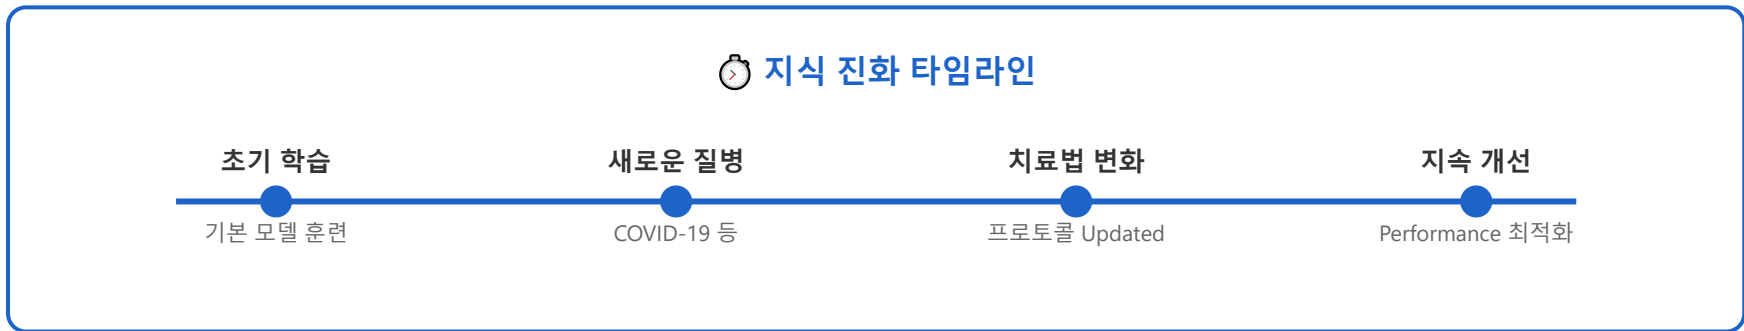 지식 진화 타임라인
초기 학습
기본 모델 훈련
새로운 질병
COVID-19 등
치료법 변화
프로토콜 Updated
지속 개선
Performance 최적화